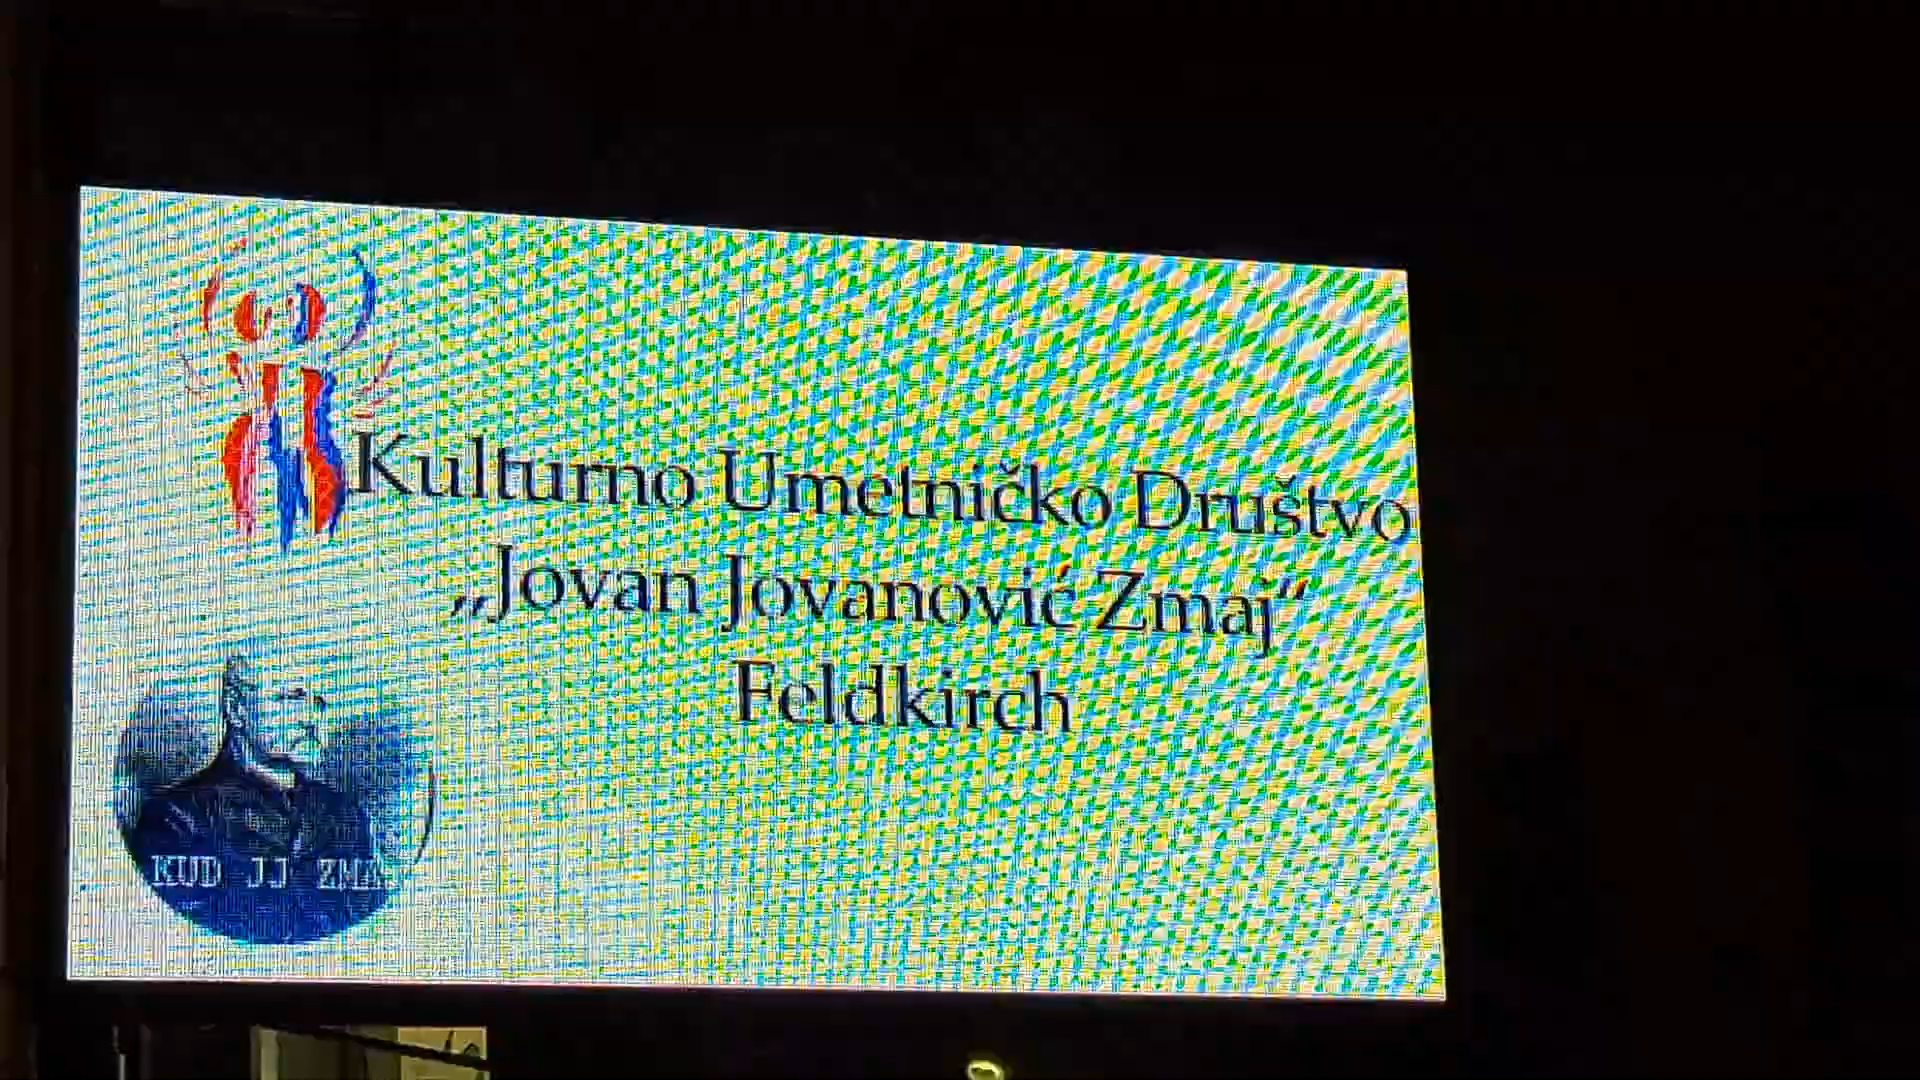 Kulturno Umetničko Društvo
„Jovan Jovanović Zmaj“
Feldkirch
KUD JJ ZMAJ